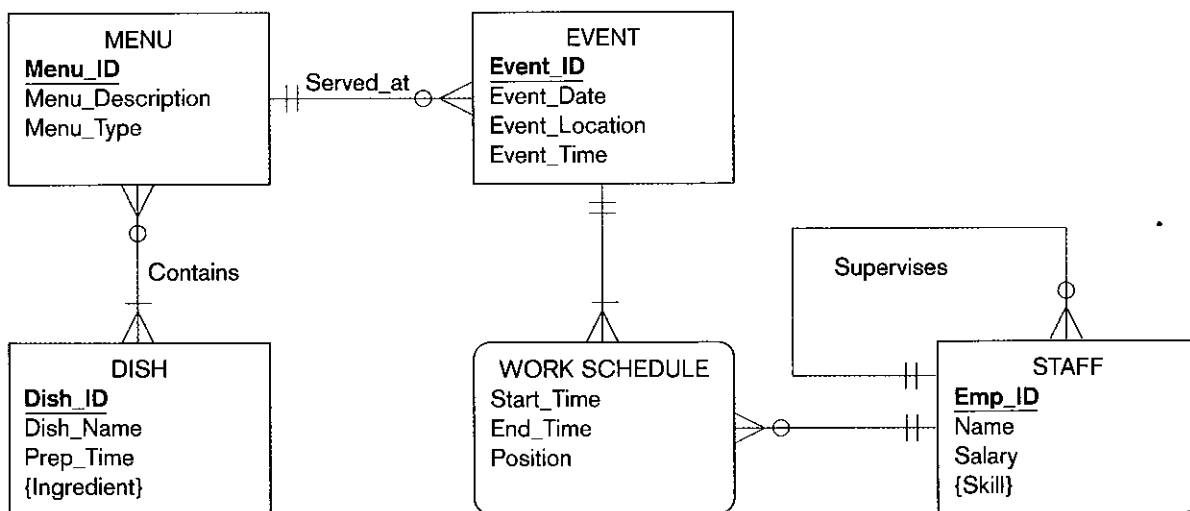 MENU
Menu_ID
Menu_Description
Menu_Type
Served_at
EVENT
Event_ID
Event_Date
Event_Location
Event_Time
Contains
Supervises
DISH
Dish_ID
Dish_Name
Prep_Time
{Ingredient}
WORK SCHEDULE
Start_Time
End_Time
Position
STAFF
Emp_ID
Name
Salary
{Skill}